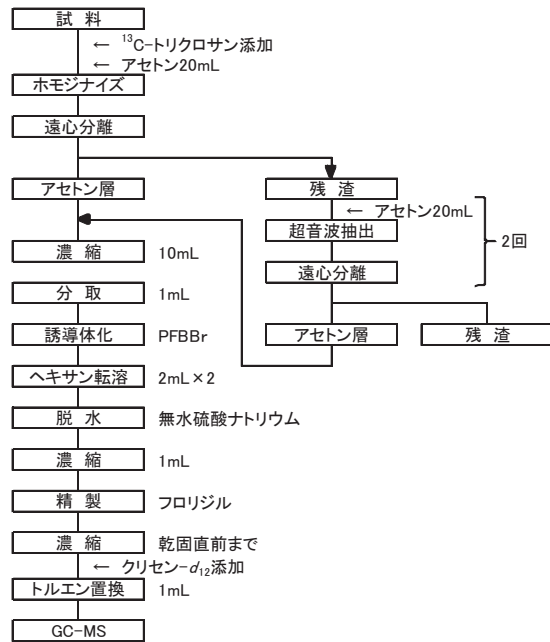 試 料
← ¹³C-トリクロサン添加
← アセトン20mL
ホモジナイズ
遠心分離
アセトン層
残 渣
← アセトン20mL
超音波抽出
2回
遠心分離
アセトン層
残 渣
濃 縮 10mL
分 取 1mL
誘導体化 PFBBr
ヘキサン転溶 2mL×2
脱 水 無水硫酸ナトリウム
濃 縮 1mL
精 製 フロリジル
濃 縮 乾固直前まで
← クリセン-d₁₂添加
トルエン置換 1mL
GC-MS